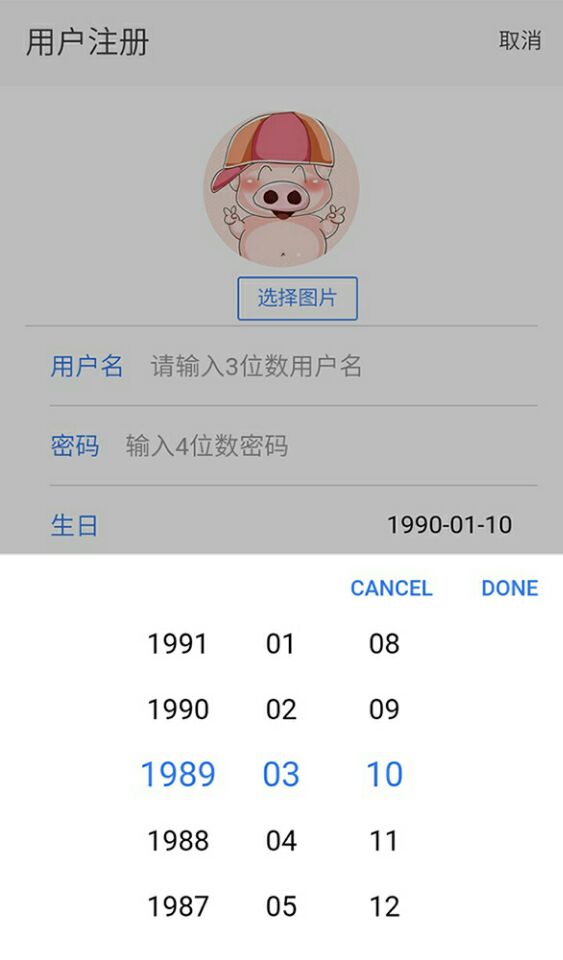 用户注册 取消
选择图片
用户名 请输入3位数用户名
密码 输入4位数密码
生日 1990-01-10
CANCEL DONE
1991 01 08
1990 02 09
1989 03 10
1988 04 11
1987 05 12